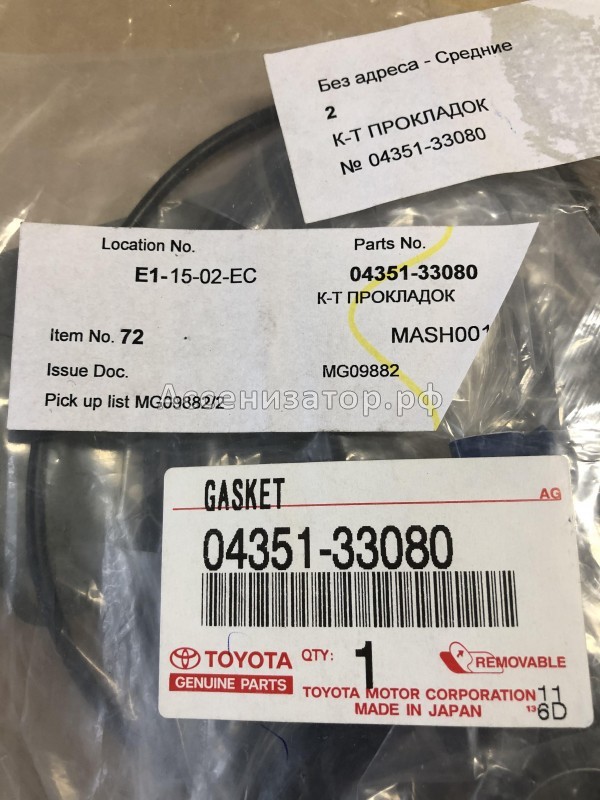 Без адреса - Средние
2
К-Т ПРОКЛАДОК
№ 04351-33080
Location No. Parts No.
E1-15-02-EC 04351-33080
К-Т ПРОКЛАДОК
Item No. 72 MASH001
Issue Doc. MG09882
Pick up list MG09882/2
Ассенизатор.рф
GASKET AG
04351-33080
TOYOTA QTY: 1 REMOVABLE
GENUINE PARTS
TOYOTA MOTOR CORPORATION 11
MADE IN JAPAN 13 6D